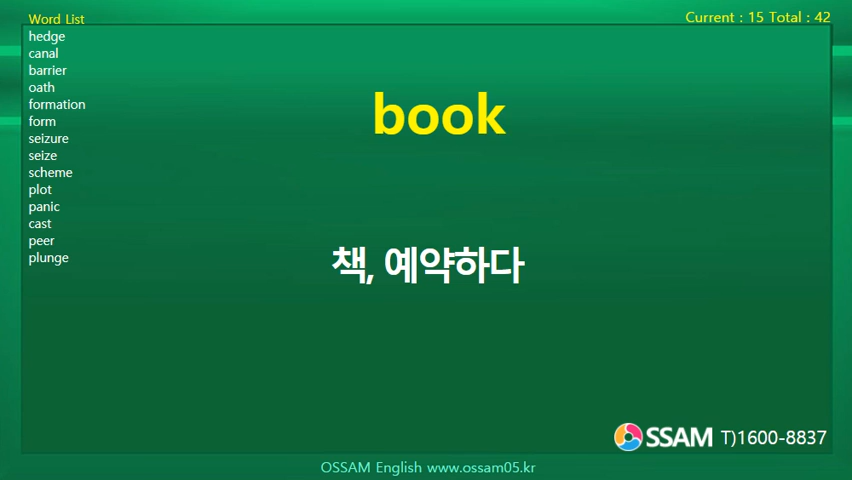 Word List
Current : 15 Total : 42
hedge
canal
barrier
oath
formation
form
seizure
seize
scheme
plot
panic
cast
peer
plunge
book
책, 예약하다
OSSAM T)1600-8837
OSSAM English www.ossam05.kr